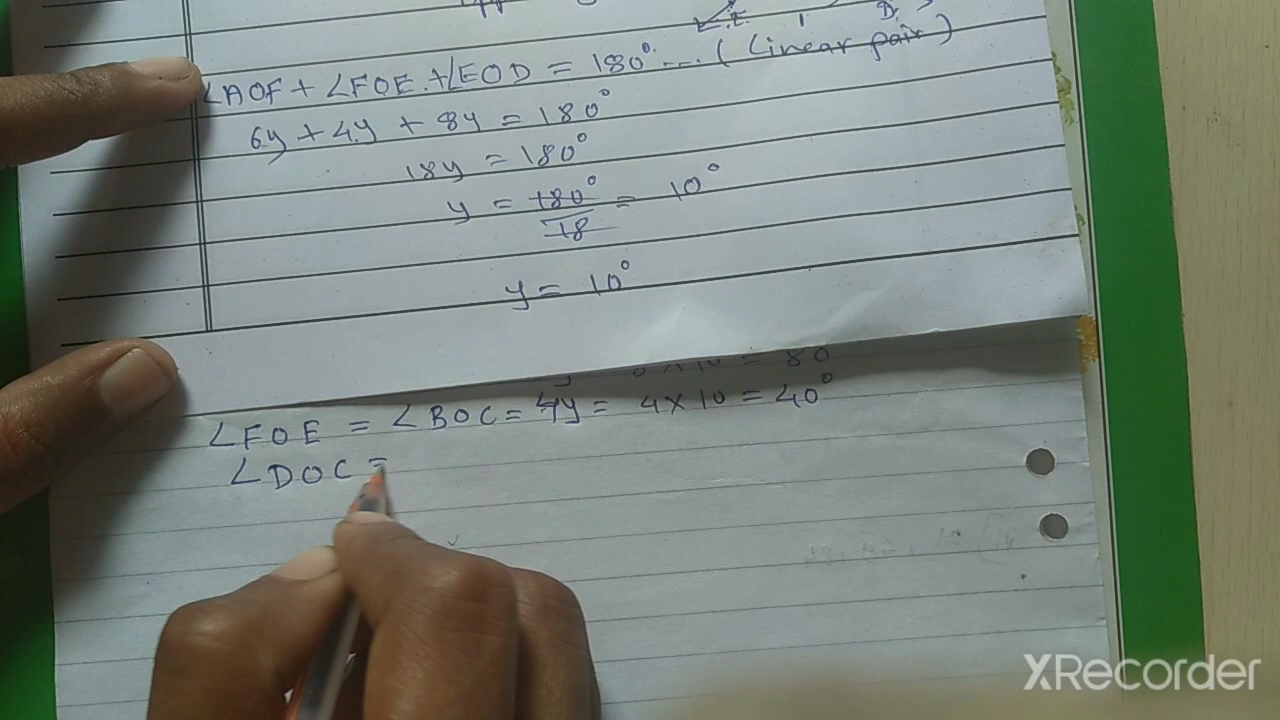 ∠AOF + ∠FOE + ∠EOD = 180° ... (Linear pair)
6y + 4y + 8y = 180°
18y = 180°
y = 180°/18 = 10°
y = 10°
= 80
∠FOE = ∠BOC = 4y = 4×10 = 40°
∠DOC =
XRecorder